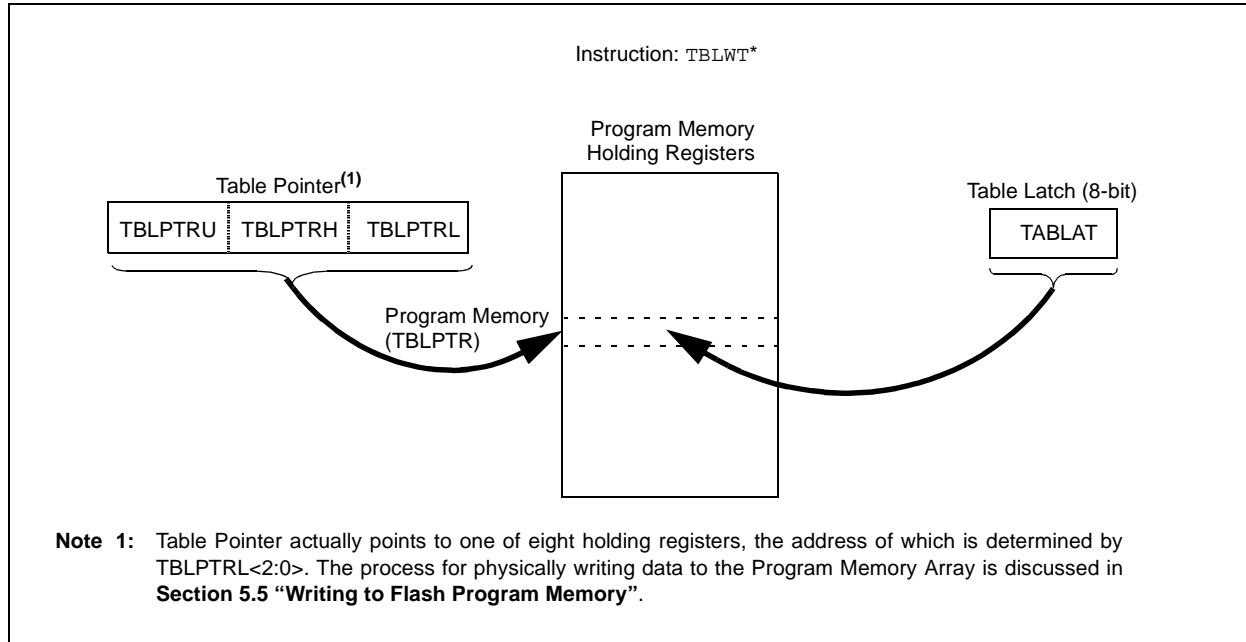 Instruction: TBLWT*
Program Memory
Holding Registers
Table Pointer(1)
Table Latch (8-bit)
TBLPTRU TBLPTRH TBLPTRL
TABLAT
Program Memory
(TBLPTR)
Note 1: Table Pointer actually points to one of eight holding registers, the address of which is determined by
TBLPTRL<2:0>. The process for physically writing data to the Program Memory Array is discussed in
Section 5.5 “Writing to Flash Program Memory”.